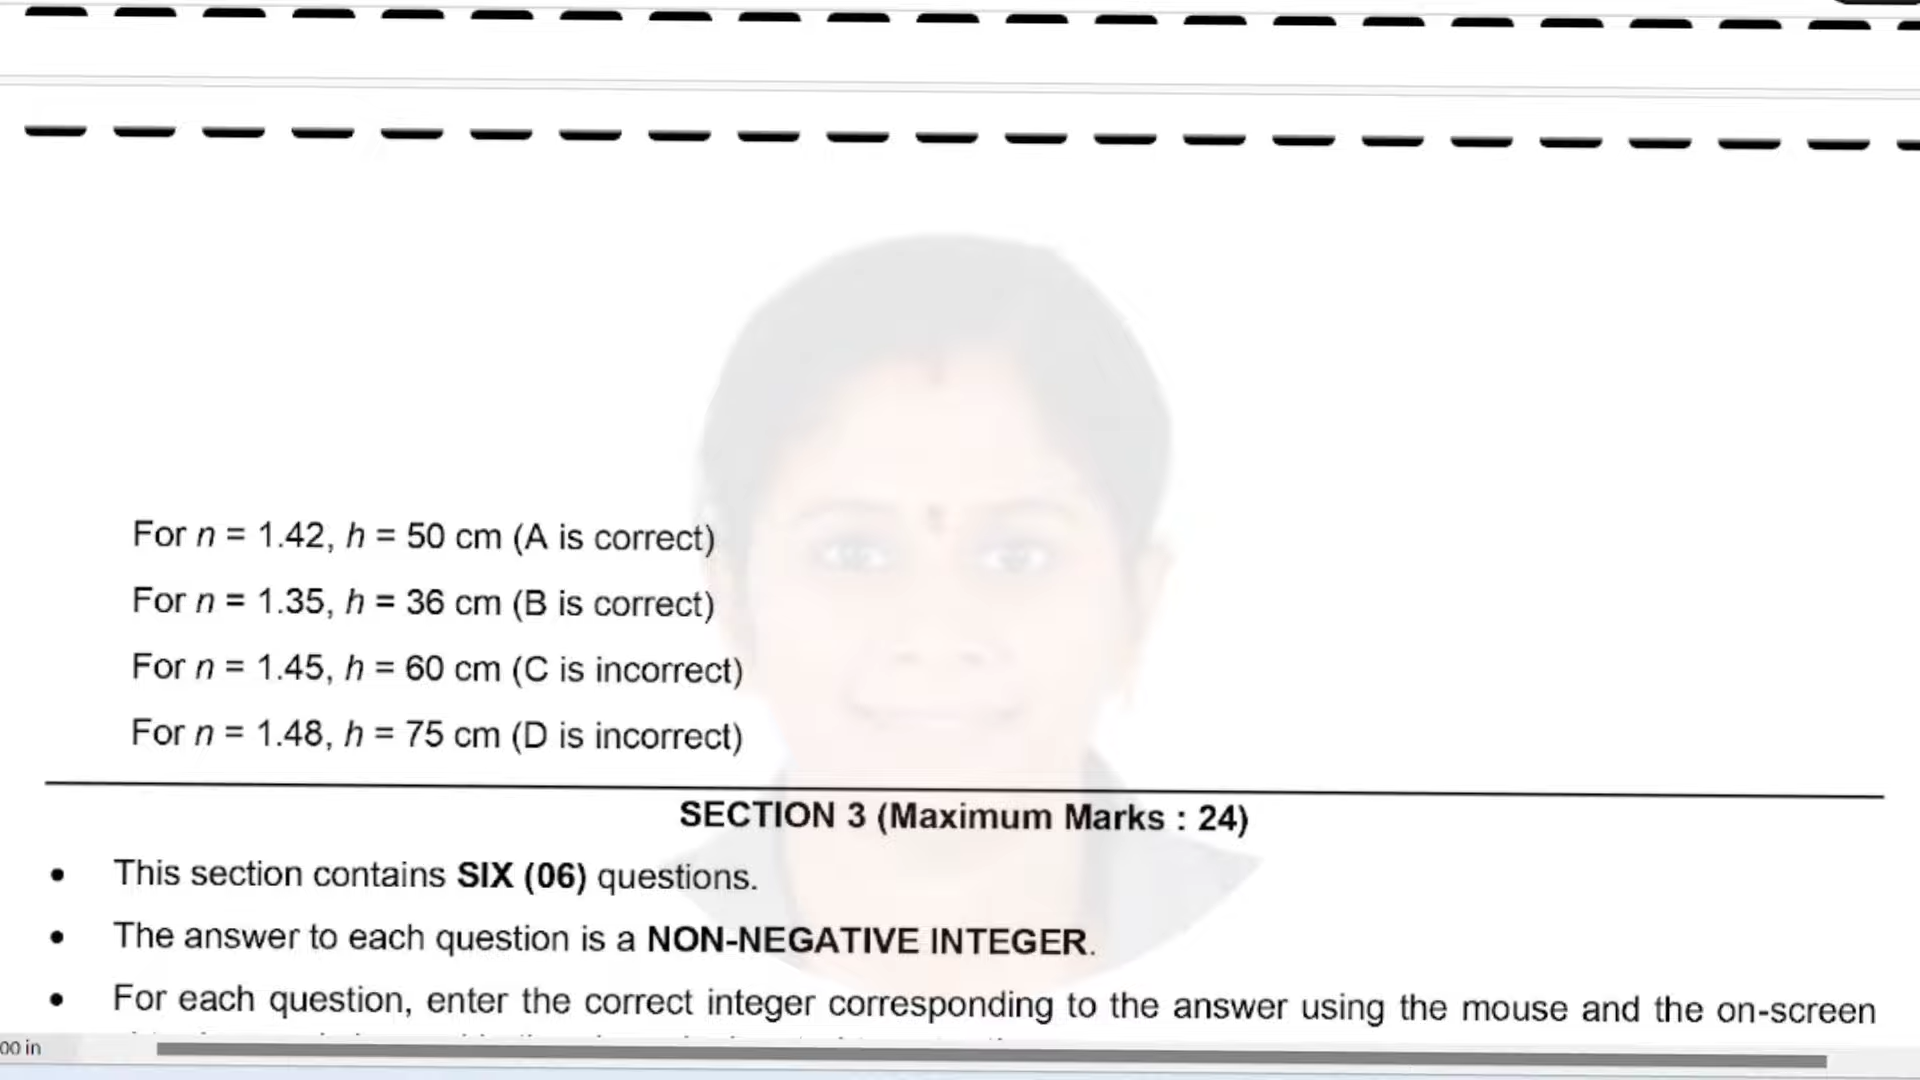 For n = 1.42, h = 50 cm (A is correct)
For n = 1.35, h = 36 cm (B is correct)
For n = 1.45, h = 60 cm (C is incorrect)
For n = 1.48, h = 75 cm (D is incorrect)
SECTION 3 (Maximum Marks : 24)
• This section contains SIX (06) questions.
• The answer to each question is a NON-NEGATIVE INTEGER.
• For each question, enter the correct integer corresponding to the answer using the mouse and the on-screen
00 in